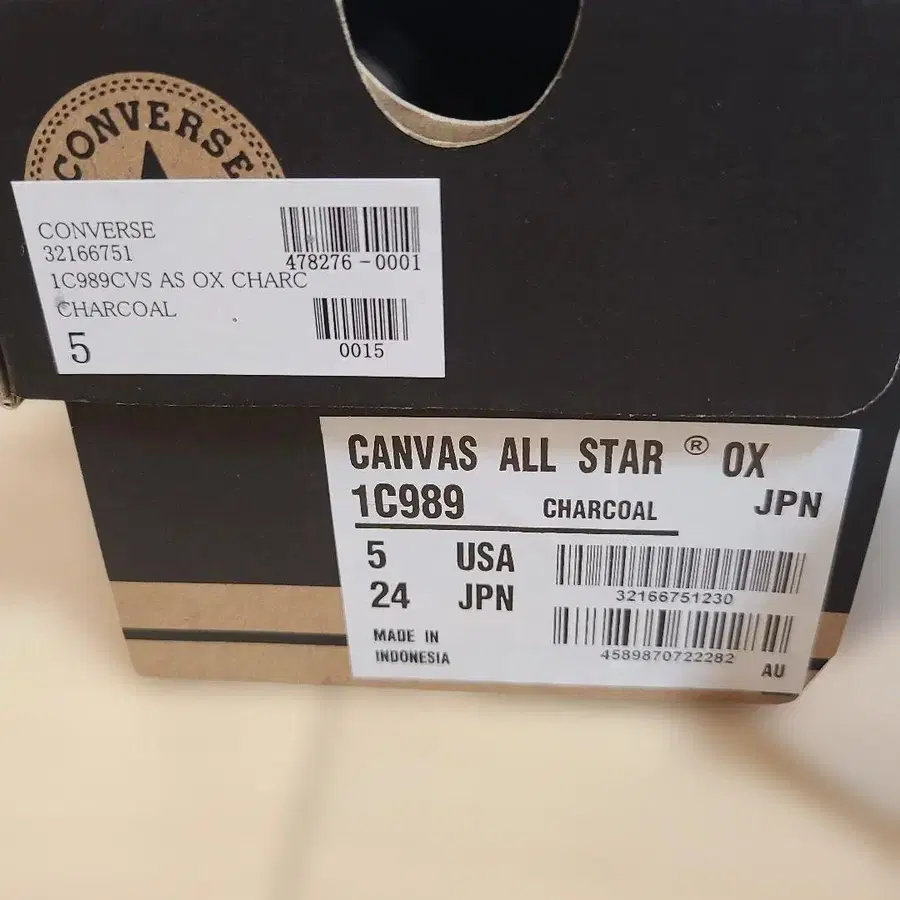 CONVERSE
CONVERSE
32166751
1C989CVS AS OX CHARC
CHARCOAL
5
478276-0001
0015
CANVAS ALL STAR ® OX
1C989 CHARCOAL JPN
5 USA
24 JPN
32166751230
MADE IN
INDONESIA
4589870722282
AU